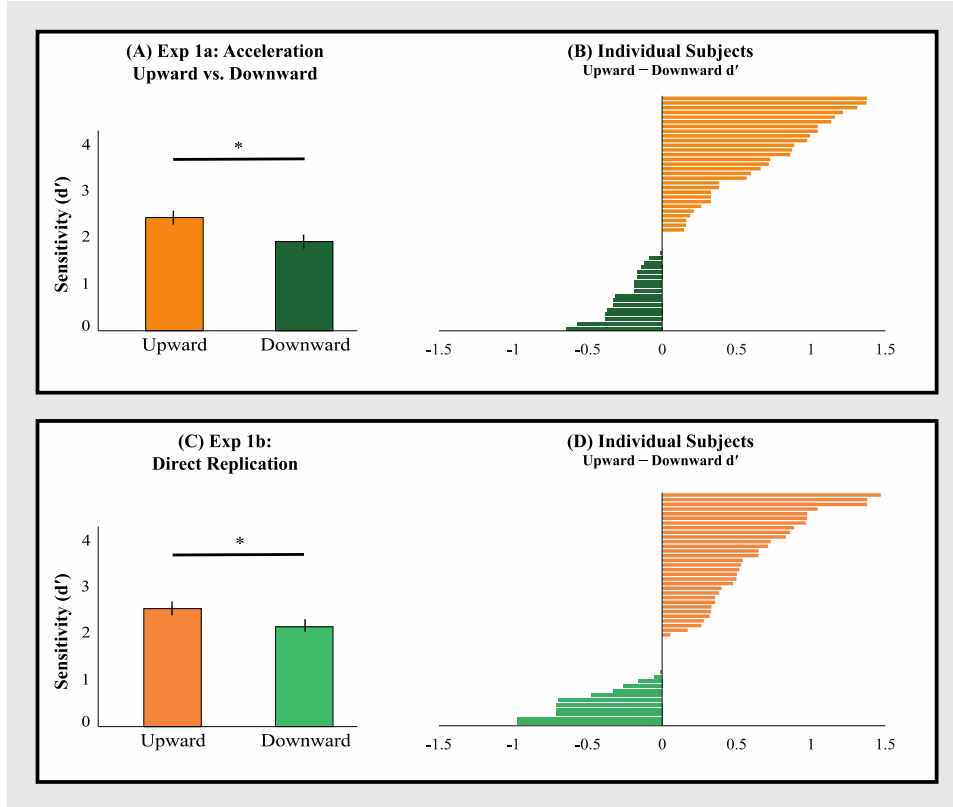 (A) Exp 1a: Acceleration
Upward vs. Downward
(B) Individual Subjects
Upward – Downward d′
Sensitivity (d′)
4
3
2
1
0
*
Upward
Downward
-1.5
-1
-0.5
0
0.5
1
1.5
(C) Exp 1b:
Direct Replication
(D) Individual Subjects
Upward – Downward d′
Sensitivity (d′)
4
3
2
1
0
*
Upward
Downward
-1.5
-1
-0.5
0
0.5
1
1.5